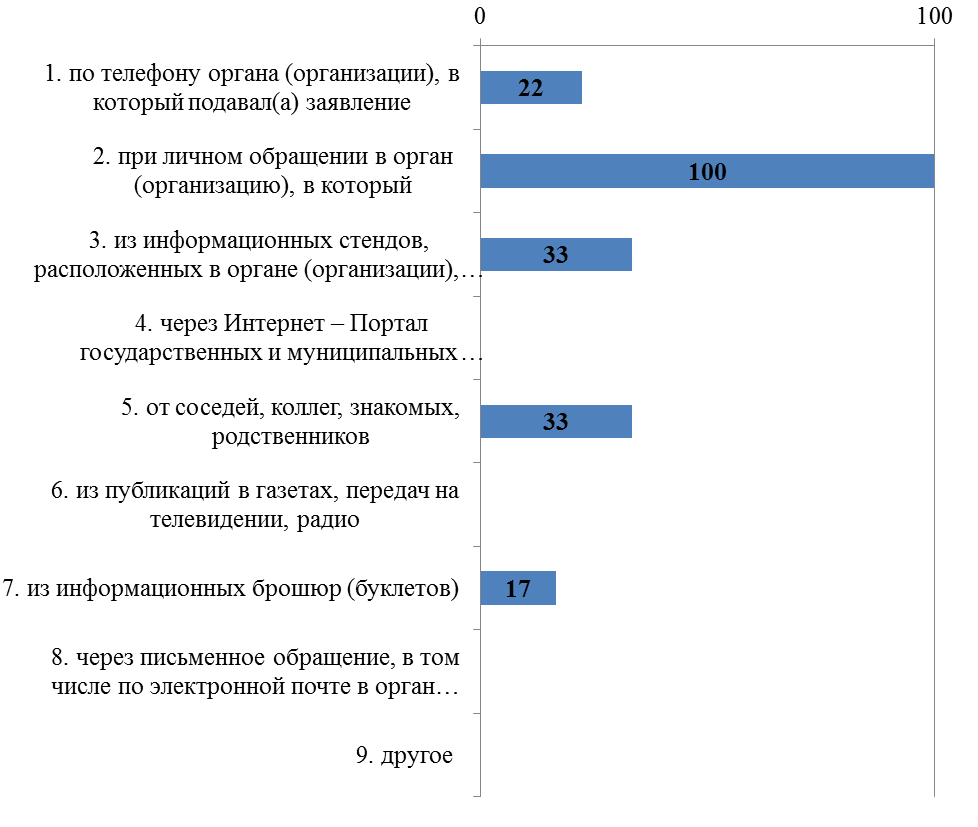 0 100
1. по телефону органа (организации), в
который подавал(а) заявление
22
2. при личном обращении в орган
(организацию), в который
100
3. из информационных стендов,
расположенных в органе (организации),…
33
4. через Интернет – Портал
государственных и муниципальных…
5. от соседей, коллег, знакомых,
родственников
33
6. из публикаций в газетах, передач на
телевидении, радио
7. из информационных брошюр (буклетов)
17
8. через письменное обращение, в том
числе по электронной почте в орган…
9. другое